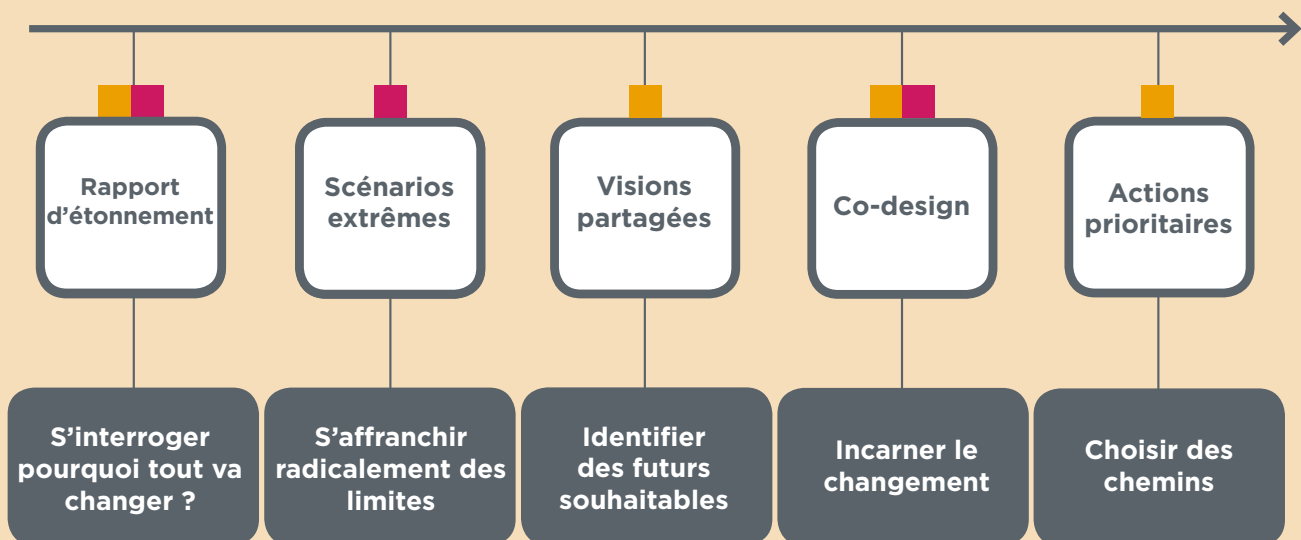 Rapport
d’étonnement
Scénarios
extrêmes
Visions
partagées
Co-design
Actions
prioritaires
S’interroger
pourquoi tout va
changer ?
S’affranchir
radicalement des
limites
Identifier
des futurs
souhaitables
Incarner le
changement
Choisir des
chemins